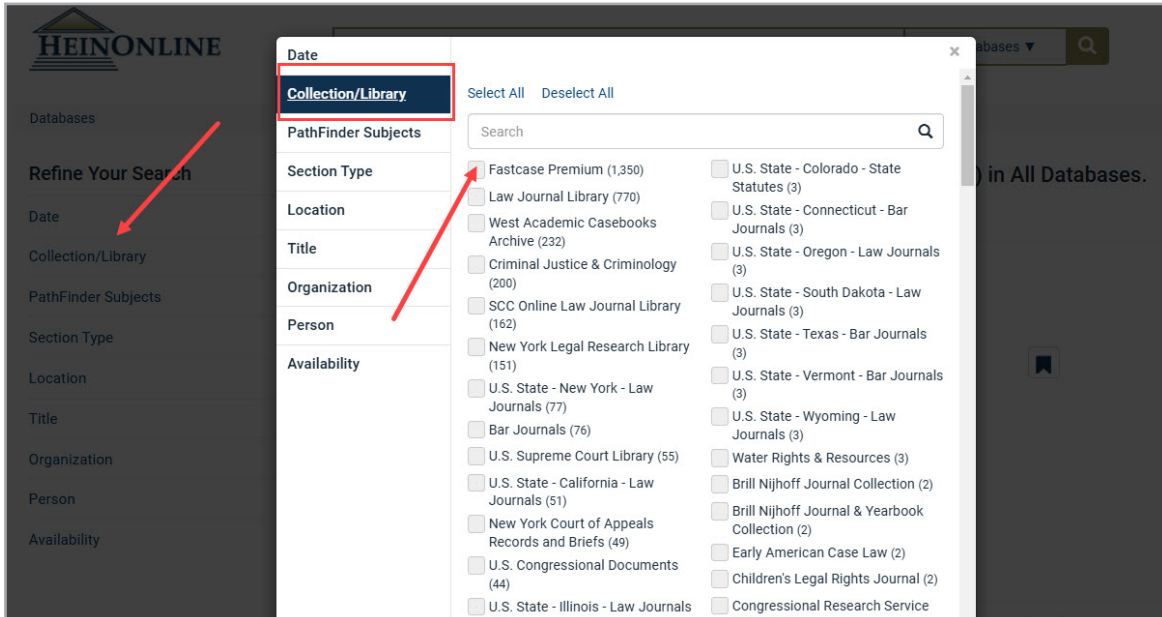 HEINONLINE
abases ▼
Databases
Refine Your Search
Date
Collection/Library
PathFinder Subjects
Section Type
Location
Title
Organization
Person
Availability
) in All Databases.
Date
Collection/Library
PathFinder Subjects
Section Type
Location
Title
Organization
Person
Availability
×
Select All Deselect All
Search
Fastcase Premium (1,350)
Law Journal Library (770)
West Academic Casebooks
Archive (232)
Criminal Justice & Criminology
(200)
SCC Online Law Journal Library
(162)
New York Legal Research Library
(151)
U.S. State - New York - Law
Journals (77)
Bar Journals (76)
U.S. Supreme Court Library (55)
U.S. State - California - Law
Journals (51)
New York Court of Appeals
Records and Briefs (49)
U.S. Congressional Documents
(44)
U.S. State - Illinois - Law Journals
U.S. State - Colorado - State
Statutes (3)
U.S. State - Connecticut - Bar
Journals (3)
U.S. State - Oregon - Law Journals
(3)
U.S. State - South Dakota - Law
Journals (3)
U.S. State - Texas - Bar Journals
(3)
U.S. State - Vermont - Bar Journals
(3)
U.S. State - Wyoming - Law
Journals (3)
Water Rights & Resources (3)
Brill Nijhoff Journal Collection (2)
Brill Nijhoff Journal & Yearbook
Collection (2)
Early American Case Law (2)
Children's Legal Rights Journal (2)
Congressional Research Service